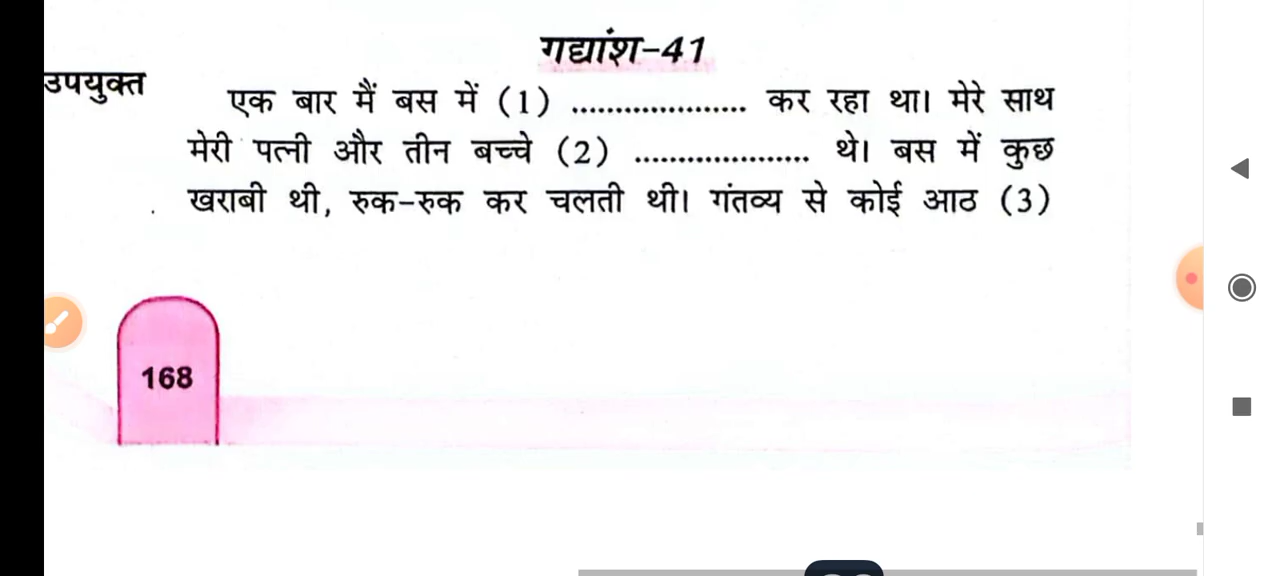 गद्यांश-41
उपयुक्त
एक बार मैं बस में (1) .................... कर रहा था। मेरे साथ
मेरी पत्नी और तीन बच्चे (2) .................... थे। बस में कुछ
खराबी थी, रुक-रुक कर चलती थी। गंतव्य से कोई आठ (3)
168